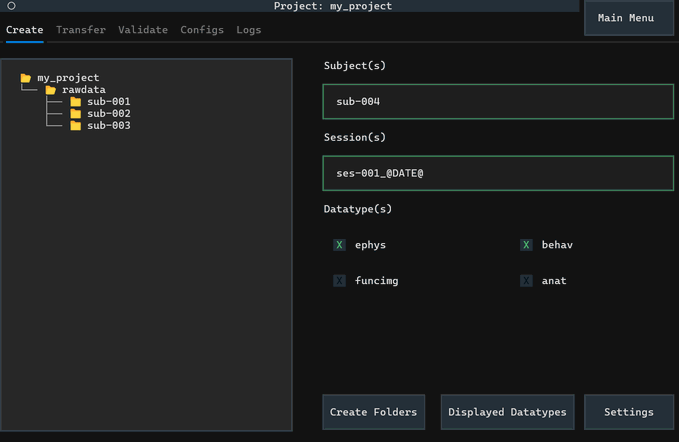 Project: my_project
Main Menu
Create Transfer Validate Configs Logs
my_project
rawdata
sub-001
sub-002
sub-003
Subject(s)
sub-004
Session(s)
ses-001_@DATE@
Datatype(s)
X ephys X behav
X funcimg X anat
Create Folders Displayed Datatypes Settings